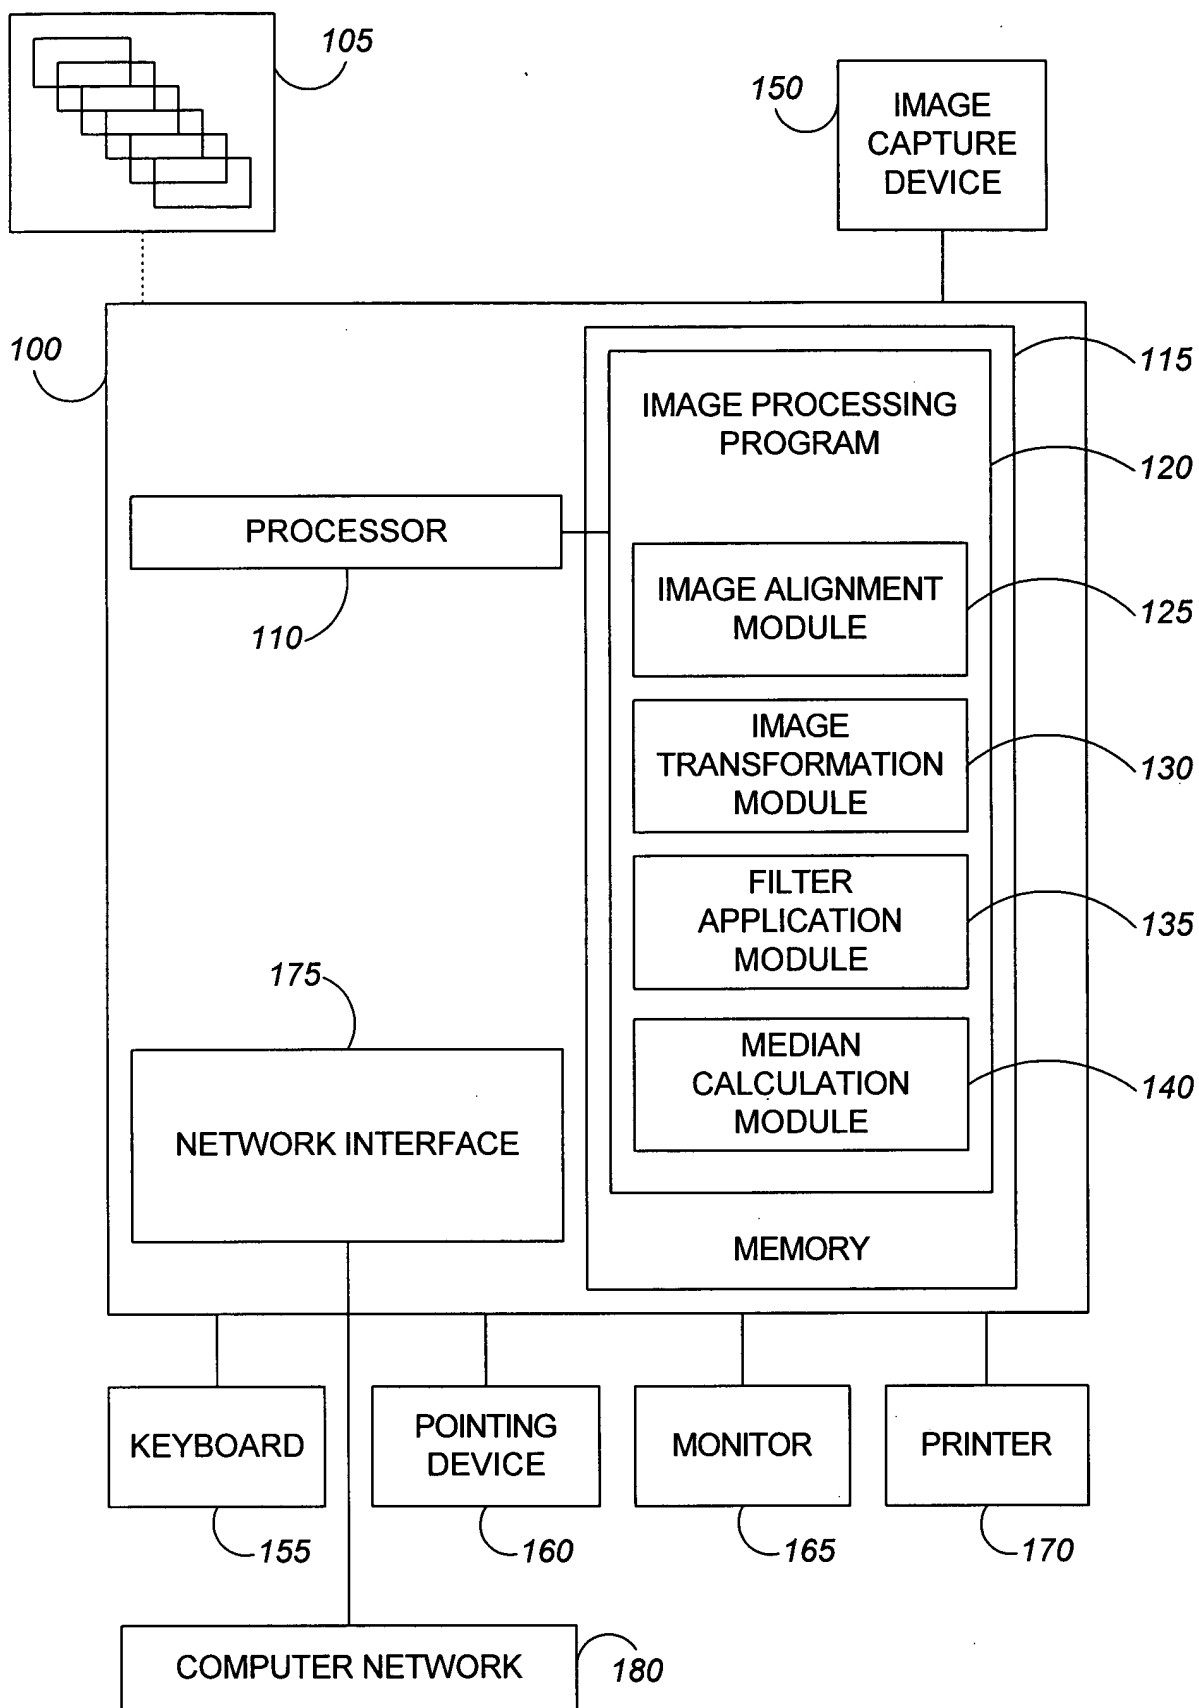 105
150
IMAGE
CAPTURE
DEVICE
100
115
IMAGE PROCESSING
PROGRAM
120
PROCESSOR
110
IMAGE ALIGNMENT
MODULE
125
IMAGE
TRANSFORMATION
MODULE
130
FILTER
APPLICATION
MODULE
135
175
NETWORK INTERFACE
MEDIAN
CALCULATION
MODULE
140
MEMORY
KEYBOARD
POINTING
DEVICE
MONITOR
PRINTER
155
160
165
170
COMPUTER NETWORK
180